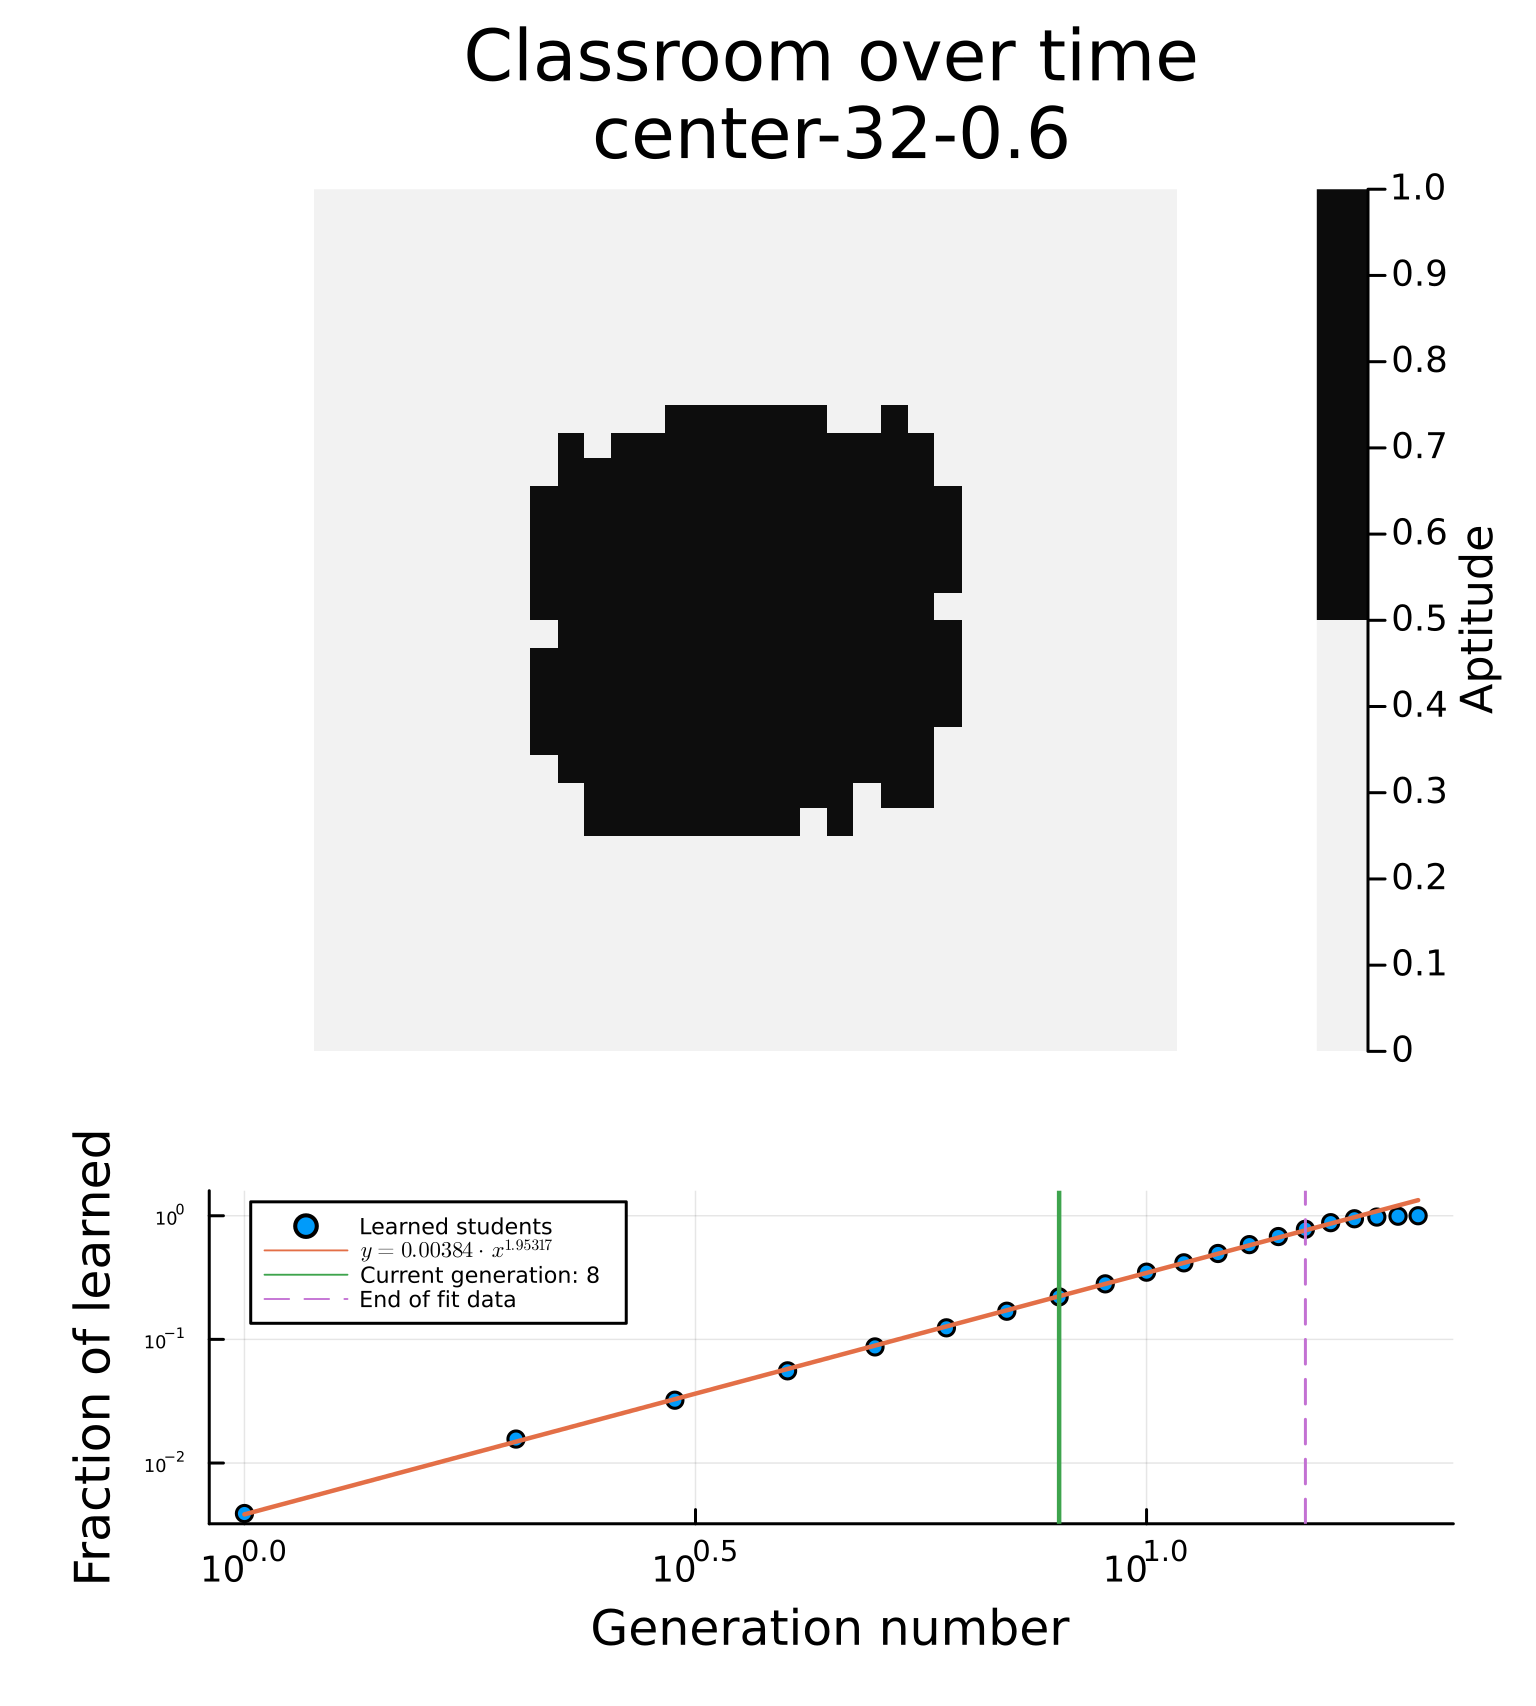 Classroom over time
center-32-0.6
1.0
0.9
0.8
0.7
0.6
0.5
0.4
0.3
0.2
0.1
0
Aptitude
Fraction of learned
10⁰
10⁻¹
10⁻²
Learned students
y = 0.00384 · x^1.95317
Current generation: 8
End of fit data
10^0.0
10^0.5
10^1.0
Generation number